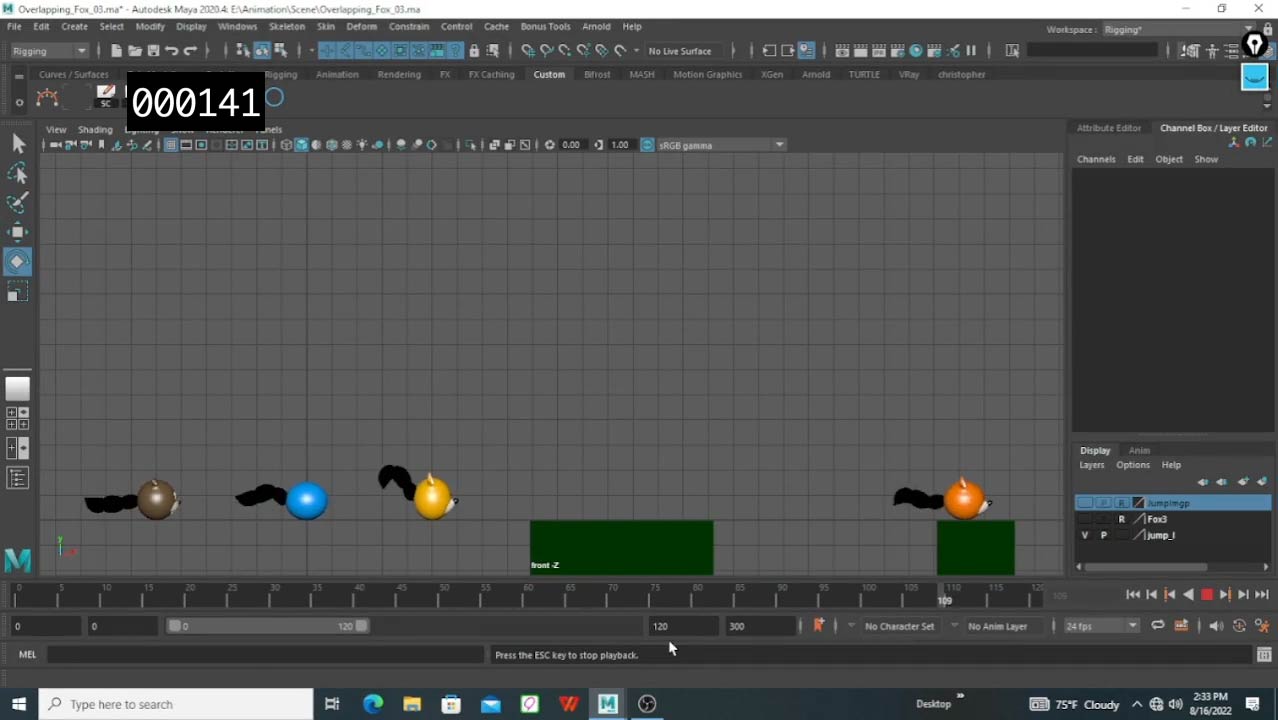 Overlapping_Fox_03.ma* - Autodesk Maya 2020.4: E:\Animation\Scene\Overlapping_Fox_03.ma
File Edit Create Select Modify Display Windows Skeleton Skin Deform Constrain Control Cache Bonus Tools Arnold Help
Workspace : Rigging*
Rigging
No Live Surface
Curves / Surfaces Rigging Animation Rendering FX FX Caching Custom Bifrost MASH Motion Graphics XGen Arnold TURTLE VRay christopher
SC
000141
View Shading Panels
Attribute Editor Channel Box / Layer Editor
0.00 1.00 sRGB gamma
Channels Edit Object Show
Display Anim
Layers Options Help
P R Jumpimgp
R Fox3
V P jump_l
y
front -Z
0 5 10 15 20 25 30 35 40 45 50 55 60 65 70 75 80 85 90 95 100 105 110 115 120
109
109
0 0 0 120 120 300 No Character Set No Anim Layer 24 fps
MEL Press the ESC key to stop playback.
Type here to search
Desktop
75°F Cloudy
2:33 PM
8/16/2022